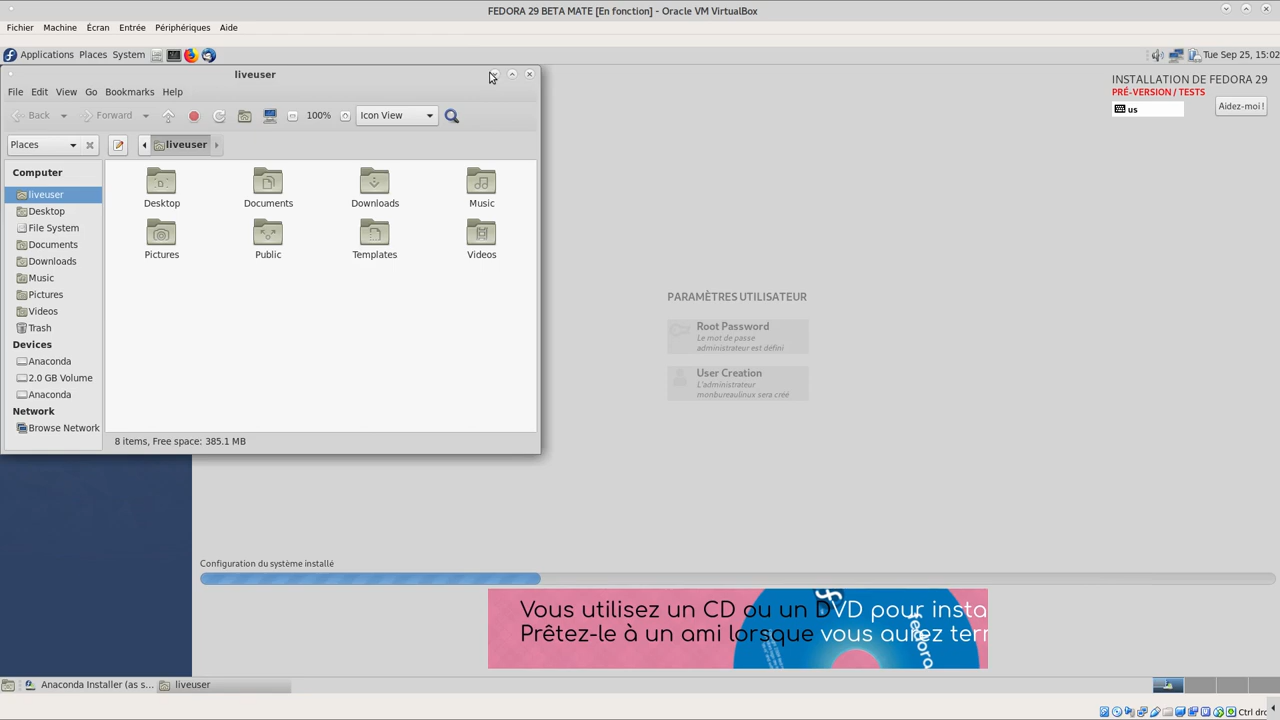 FEDORA 29 BETA MATE [En fonction] - Oracle VM VirtualBox
Fichier Machine Écran Entrée Périphériques Aide
Applications Places System
Tue Sep 25, 15:02
liveuser
File Edit View Go Bookmarks Help
Back Forward 100% Icon View
Places liveuser
Computer
liveuser
Desktop
File System
Documents
Downloads
Music
Pictures
Videos
Trash
Devices
Anaconda
2.0 GB Volume
Anaconda
Network
Browse Network
Desktop Documents Downloads Music
Pictures Public Templates Videos
8 items, Free space: 385.1 MB
INSTALLATION DE FEDORA 29
PRÉ-VERSION / TESTS
us
Aidez-moi !
PARAMÈTRES UTILISATEUR
Root Password
Le mot de passe
administrateur est défini
User Creation
L'administrateur
monbureaulinux sera créé
Configuration du système installé
Vous utilisez un CD ou un DVD pour insta
Prêtez-le à un ami lorsque vous aurez terr
fedora
Anaconda Installer (as s... liveuser
Ctrl drc